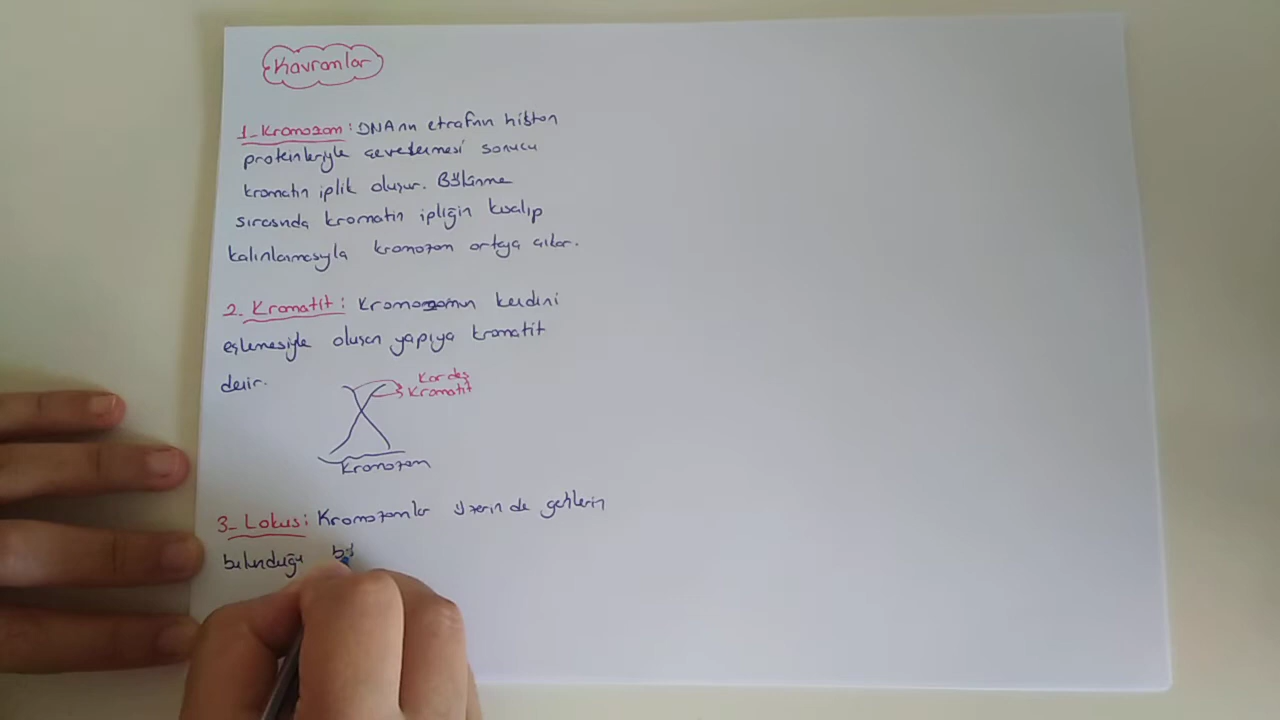 Kavramlar
1- Kromozom: DNAnın etrafının histon
proteinleriyle çevrelenmesi sonucu
kromatin iplik oluşur. Bölünme
sırasında kromatin ipliğin kısalıp
kalınlaşmasıyla kromozom ortaya çıkar.
2. Kromatit: Kromozomun kendini
eşlemesiyle oluşan yapıya kromatit
denir.
Kardeş
Kromatit
Kromozom
3- Lokus: Kromozomlar üzerinde genlerin
bulunduğu